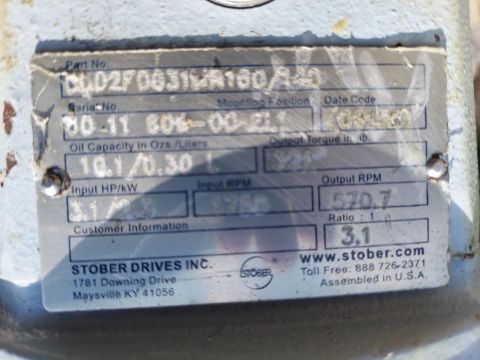 Part No.
Serial No. Mounting Position Date Code
Oil Capacity in Ozs./Liters Output Torque in. lb.
10.1/0.30 L
Input HP/kW Input RPM Output RPM
570.7
Customer Information Ratio : 1
3.1
STOBER DRIVES INC.
1781 Downing Drive
Maysville KY 41056
STOBER
www.stober.com
Toll Free: 888 726-2371
Assembled in U.S.A.